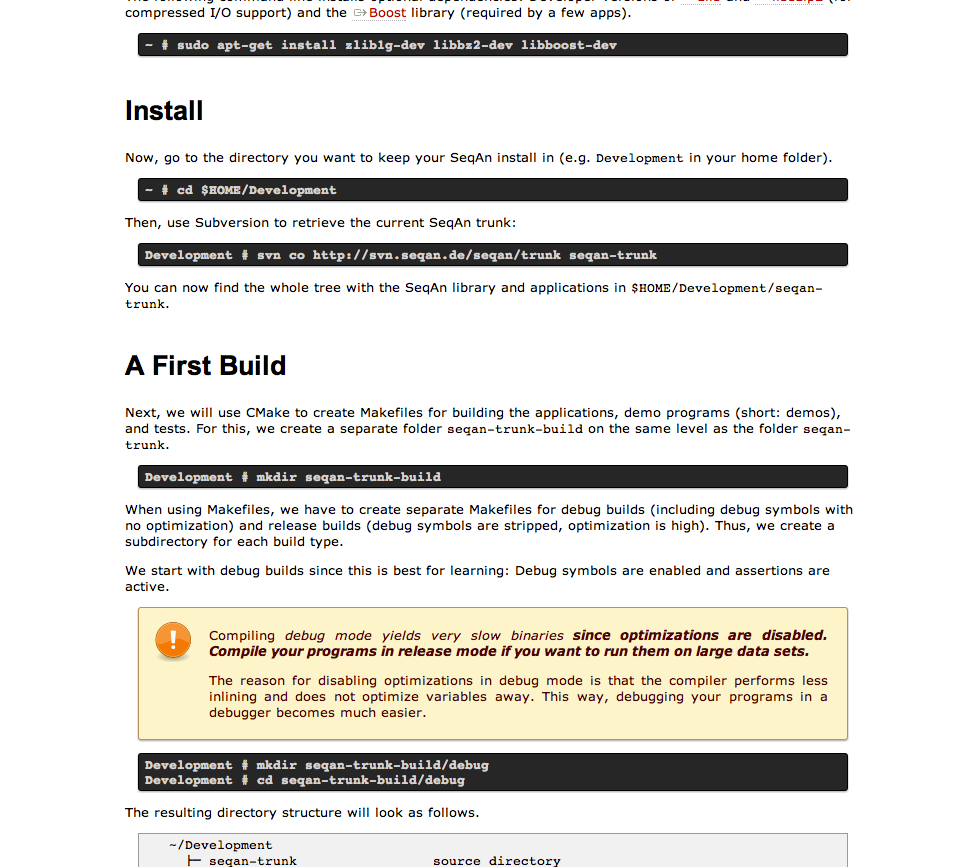 compressed I/O support) and the Boost library (required by a few apps).
~ # sudo apt-get install zlib1g-dev libbz2-dev libboost-dev
Install
Now, go to the directory you want to keep your SeqAn install in (e.g. Development in your home folder).
~ # cd $HOME/Development
Then, use Subversion to retrieve the current SeqAn trunk:
Development # svn co http://svn.seqan.de/seqan/trunk seqan-trunk
You can now find the whole tree with the SeqAn library and applications in $HOME/Development/seqan-
trunk.
A First Build
Next, we will use CMake to create Makefiles for building the applications, demo programs (short: demos),
and tests. For this, we create a separate folder seqan-trunk-build on the same level as the folder seqan-
trunk.
Development # mkdir seqan-trunk-build
When using Makefiles, we have to create separate Makefiles for debug builds (including debug symbols with
no optimization) and release builds (debug symbols are stripped, optimization is high). Thus, we create a
subdirectory for each build type.
We start with debug builds since this is best for learning: Debug symbols are enabled and assertions are
active.
Compiling debug mode yields very slow binaries since optimizations are disabled.
Compile your programs in release mode if you want to run them on large data sets.
The reason for disabling optimizations in debug mode is that the compiler performs less
inlining and does not optimize variables away. This way, debugging your programs in a
debugger becomes much easier.
Development # mkdir seqan-trunk-build/debug
Development # cd seqan-trunk-build/debug
The resulting directory structure will look as follows.
~/Development
├─ seqan-trunk source directory